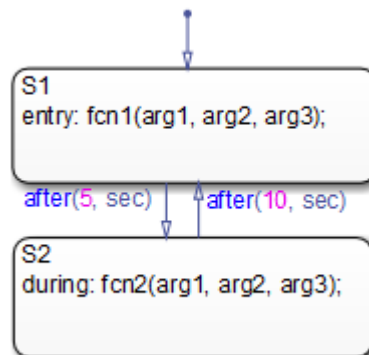 S1
entry: fcn1(arg1, arg2, arg3);
after(5, sec) after(10, sec)
S2
during: fcn2(arg1, arg2, arg3);